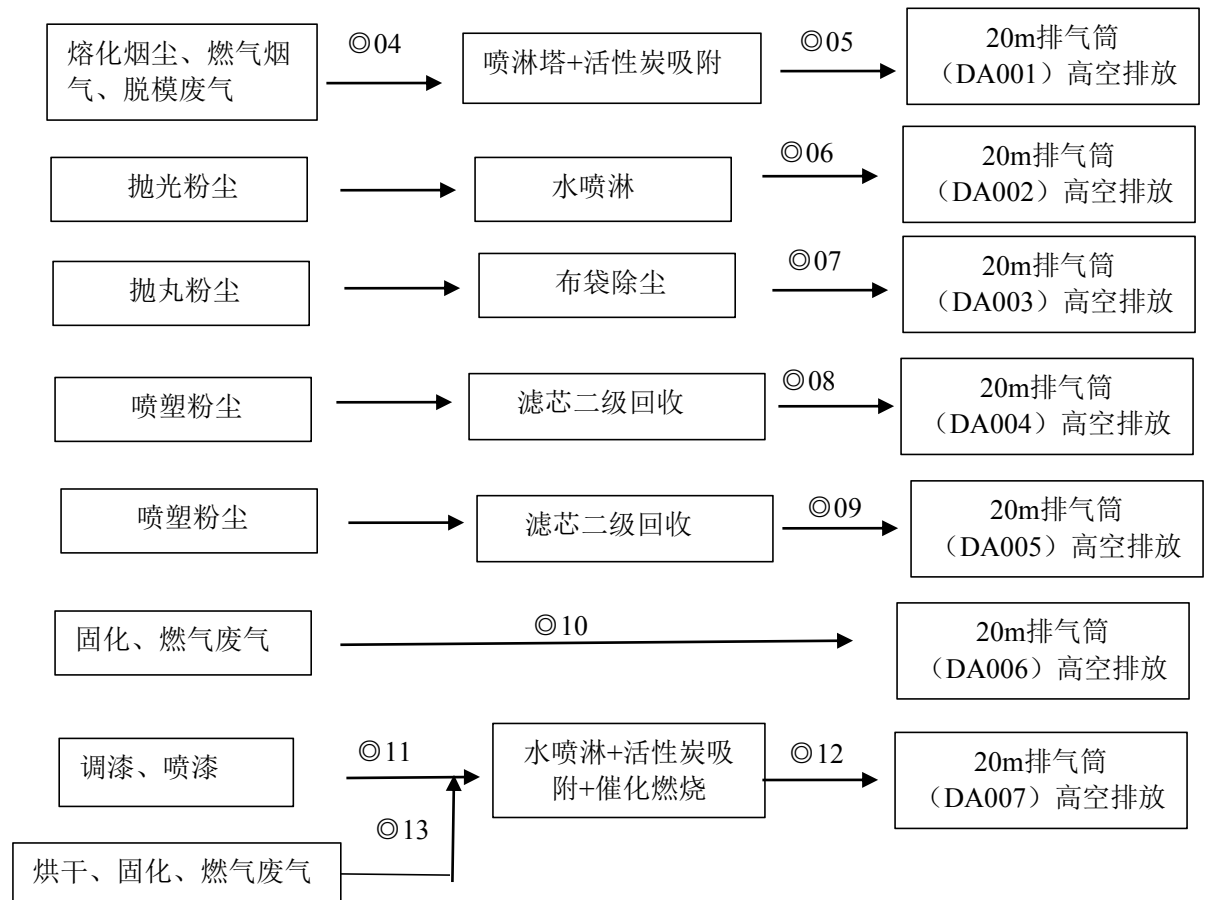 熔化烟尘、燃气烟
气、脱模废气
◎04
喷淋塔+活性炭吸附
◎05
20m排气筒
（DA001）高空排放
抛光粉尘
水喷淋
◎06
20m排气筒
（DA002）高空排放
抛丸粉尘
布袋除尘
◎07
20m排气筒
（DA003）高空排放
喷塑粉尘
滤芯二级回收
◎08
20m排气筒
（DA004）高空排放
喷塑粉尘
滤芯二级回收
◎09
20m排气筒
（DA005）高空排放
固化、燃气废气
◎10
20m排气筒
（DA006）高空排放
调漆、喷漆
◎11
水喷淋+活性炭吸
附+催化燃烧
◎12
20m排气筒
（DA007）高空排放
◎13
烘干、固化、燃气废气